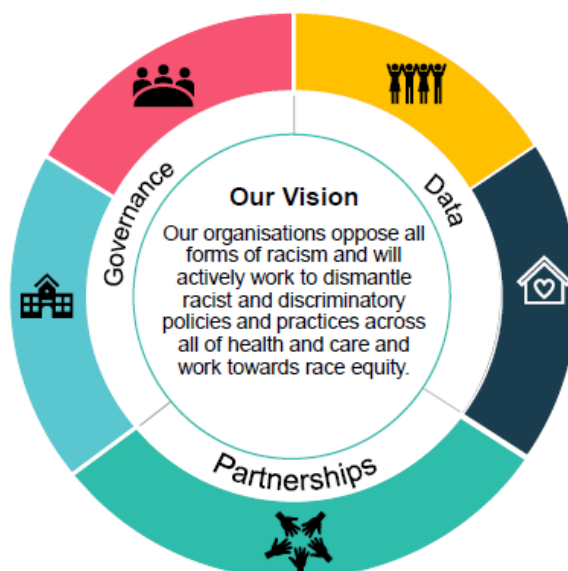 Governance
Data
Our Vision
Our organisations oppose all
forms of racism and will
actively work to dismantle
racist and discriminatory
policies and practices across
all of health and care and
work towards race equity.
Partnerships